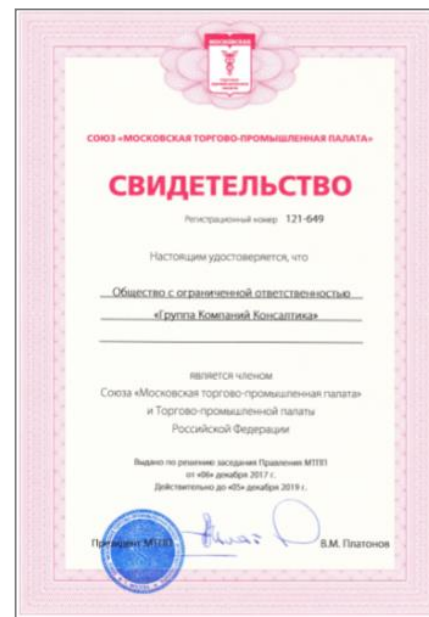 МОСКОВСКАЯ
СОЮЗ «МОСКОВСКАЯ ТОРГОВО-ПРОМЫШЛЕННАЯ ПАЛАТА»
СВИДЕТЕЛЬСТВО
Регистрационный номер 121-649
Настоящим удостоверяется, что
Общество с ограниченной ответственностью
«Группа Компаний Консалтика»
является членом
Союза «Московская торгово-промышленная палата»
и Торгово-промышленной палаты
Российской Федерации
Выдано по решению заседания Правления МТПП
от «06» декабря 2017 г.
Действительно до «05» декабря 2019 г.
Президент МТПП В.М. Платонов